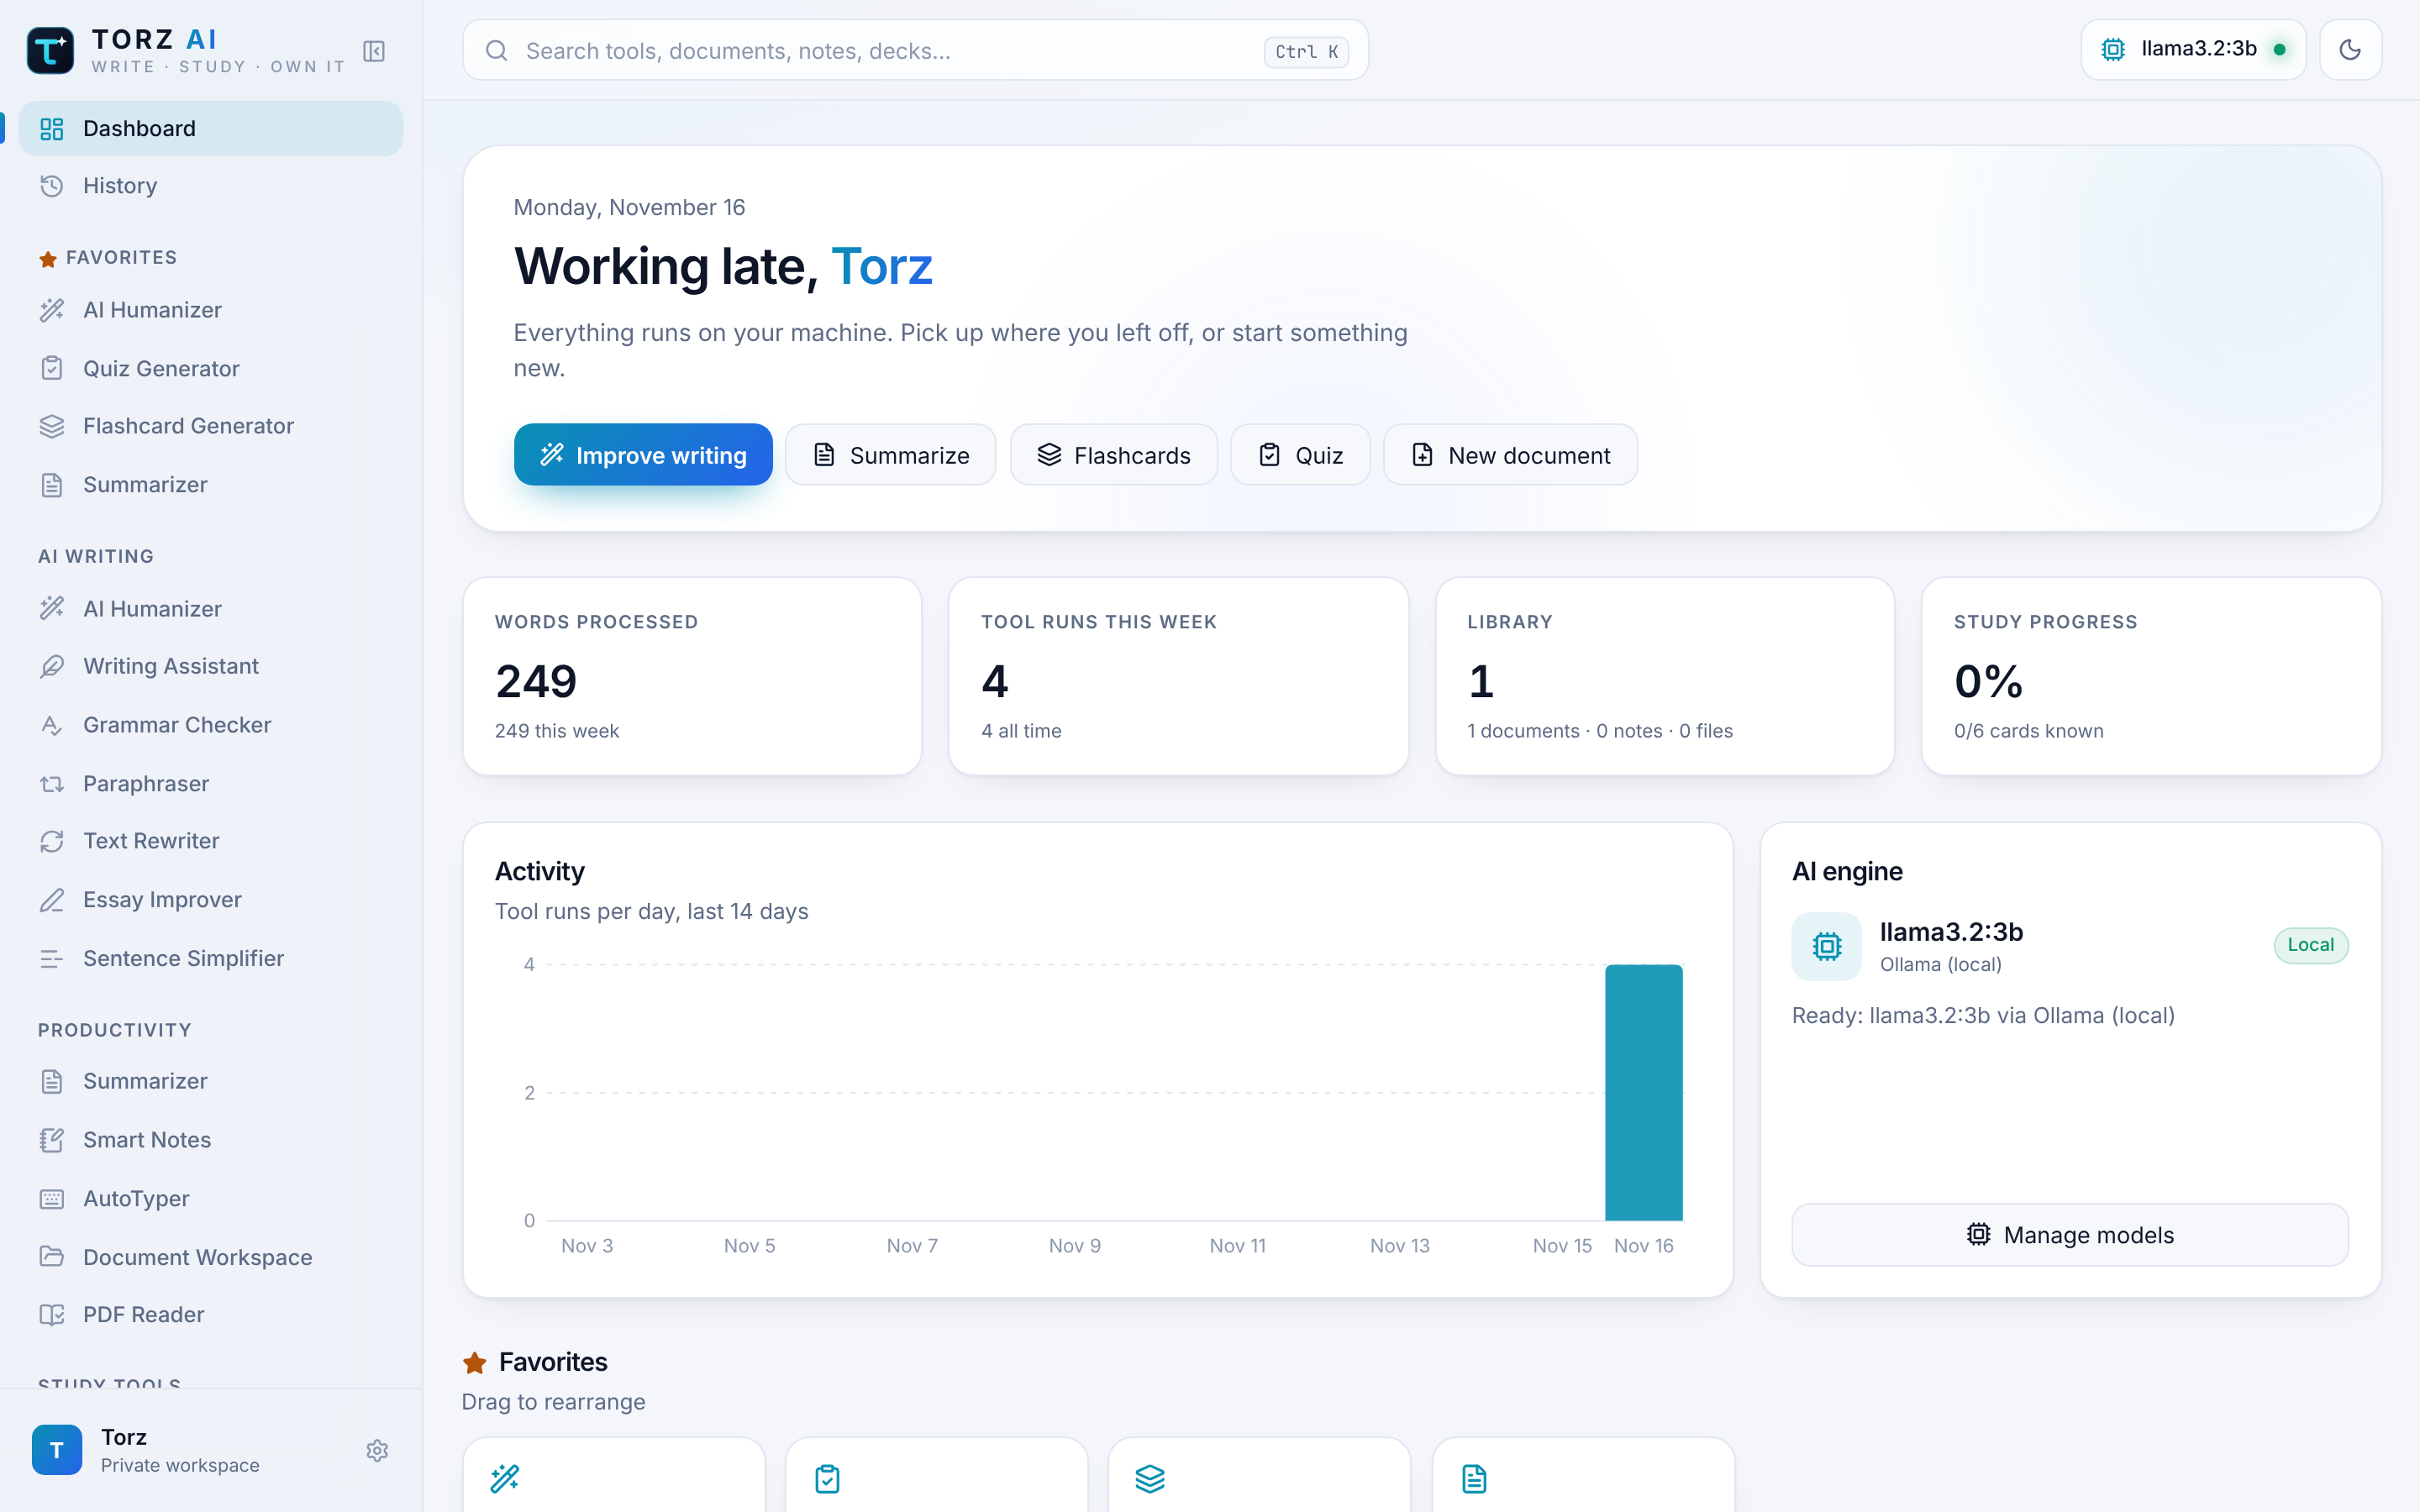 TORZ AI
WRITE · STUDY · OWN IT
Dashboard
History
FAVORITES
AI Humanizer
Quiz Generator
Flashcard Generator
Summarizer
AI WRITING
AI Humanizer
Writing Assistant
Grammar Checker
Paraphraser
Text Rewriter
Essay Improver
Sentence Simplifier
PRODUCTIVITY
Summarizer
Smart Notes
AutoTyper
Document Workspace
PDF Reader
STUDY TOOLS
T
Torz
Private workspace
Search tools, documents, notes, decks...
Ctrl K
llama3.2:3b
Monday, November 16
Working late, Torz
Everything runs on your machine. Pick up where you left off, or start something
new.
Improve writing
Summarize
Flashcards
Quiz
New document
WORDS PROCESSED
249
249 this week
TOOL RUNS THIS WEEK
4
4 all time
LIBRARY
1
1 documents · 0 notes · 0 files
STUDY PROGRESS
0%
0/6 cards known
Activity
Tool runs per day, last 14 days
4
2
0
Nov 3
Nov 5
Nov 7
Nov 9
Nov 11
Nov 13
Nov 15
Nov 16
AI engine
llama3.2:3b
Ollama (local)
Local
Ready: llama3.2:3b via Ollama (local)
Manage models
Favorites
Drag to rearrange